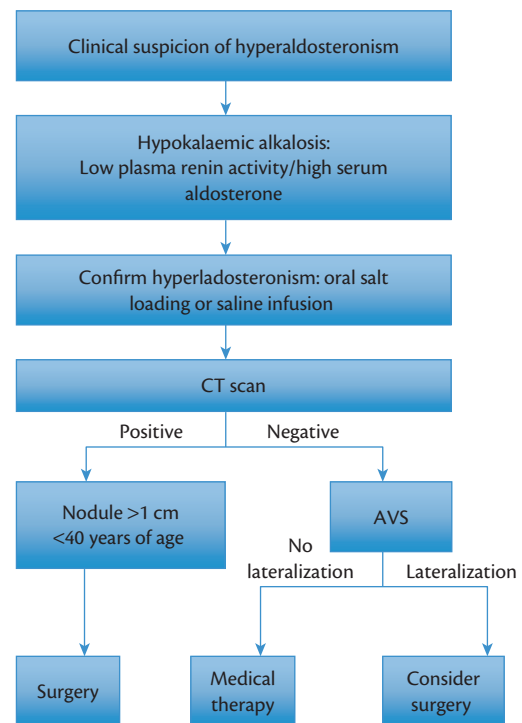 Clinical suspicion of hyperaldosteronism
Hypokalaemic alkalosis:
Low plasma renin activity/high serum
aldosterone
Confirm hyperladosteronism: oral salt
loading or saline infusion
CT scan
Positive
Negative
Nodule >1 cm
<40 years of age
AVS
No
lateralization
Lateralization
Surgery
Medical
therapy
Consider
surgery